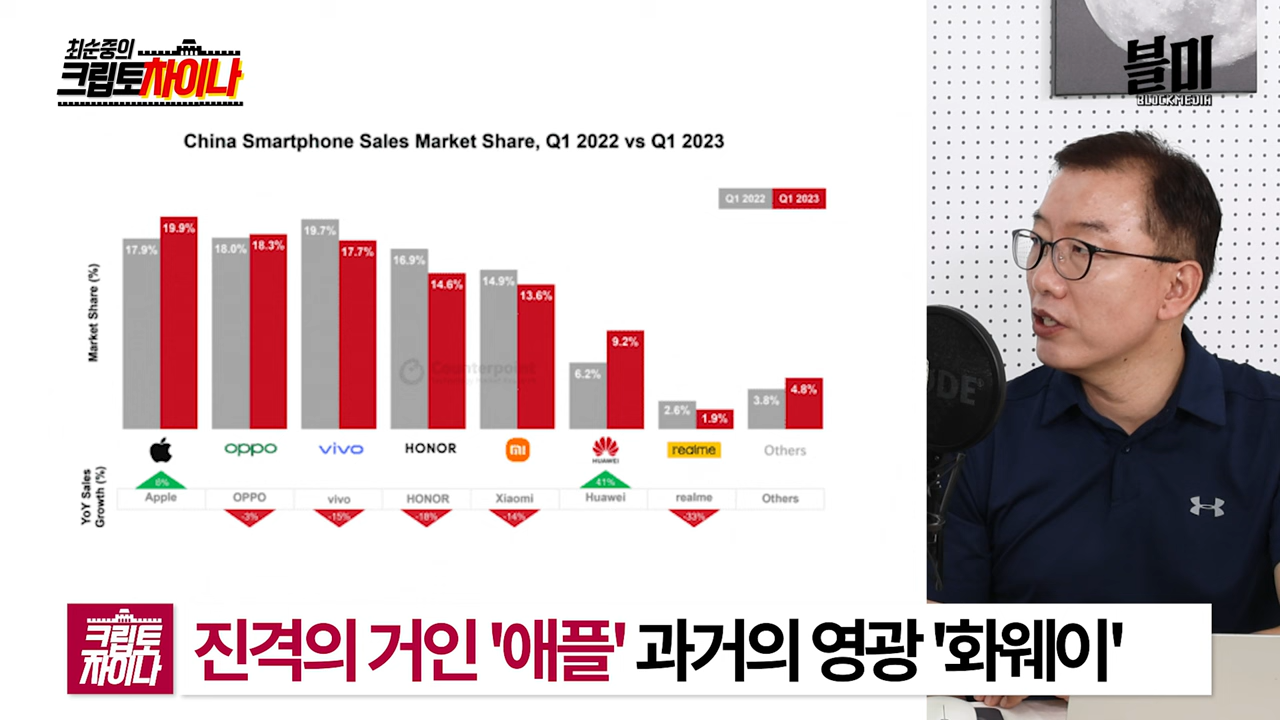 최순중의
크립토차이나
블미
BLOCKMEDIA
China Smartphone Sales Market Share, Q1 2022 vs Q1 2023
Q1 2022 Q1 2023
Market Share (%)
17.9% 19.9% 18.0% 18.3% 19.7% 17.7% 16.9% 14.6% 14.9% 13.6% 6.2% 9.2% 2.6% 1.9% 3.8% 4.8%
Counterpoint
oppo vivo HONOR mi HUAWEI realme Others
YoY Sales
Growth (%)
6% 41%
Apple OPPO vivo HONOR Xiaomi Huawei realme Others
-3% -15% -18% -14% -33%
크립토
차이나
진격의 거인 '애플' 과거의 영광 '화웨이'